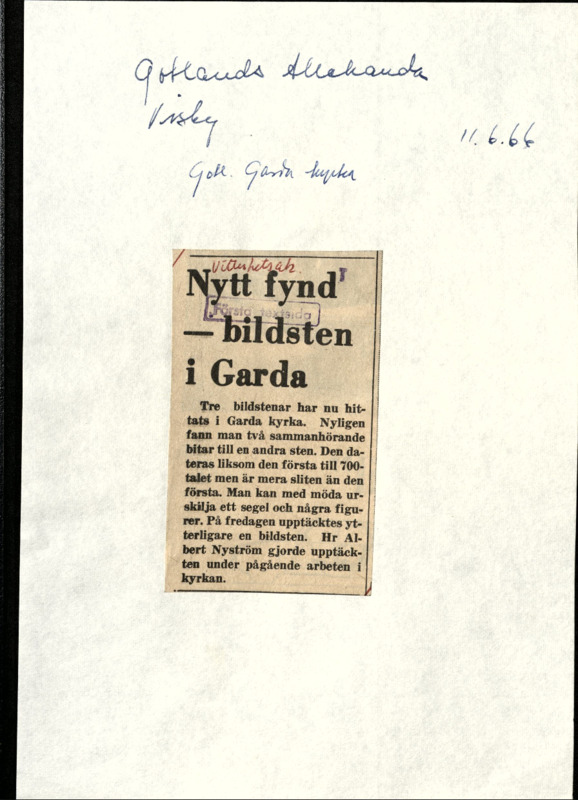 Gotlands Allehanda
Visby
11.6.66
Gotl. Garda kyrka
Vitterhetsak.
Nytt fynd
Första textsida
— bildsten
i Garda
Tre bildstenar har nu hit-
tats i Garda kyrka. Nyligen
fann man två sammanhörande
bitar till en andra sten. Den da-
teras liksom den första till 700-
talet men är mera sliten än den
första. Man kan med möda ur-
skilja ett segel och några figu-
rer. På fredagen upptäcktes yt-
terligare en bildsten. Hr Al-
bert Nyström gjorde upptäck-
ten under pågående arbeten i
kyrkan.